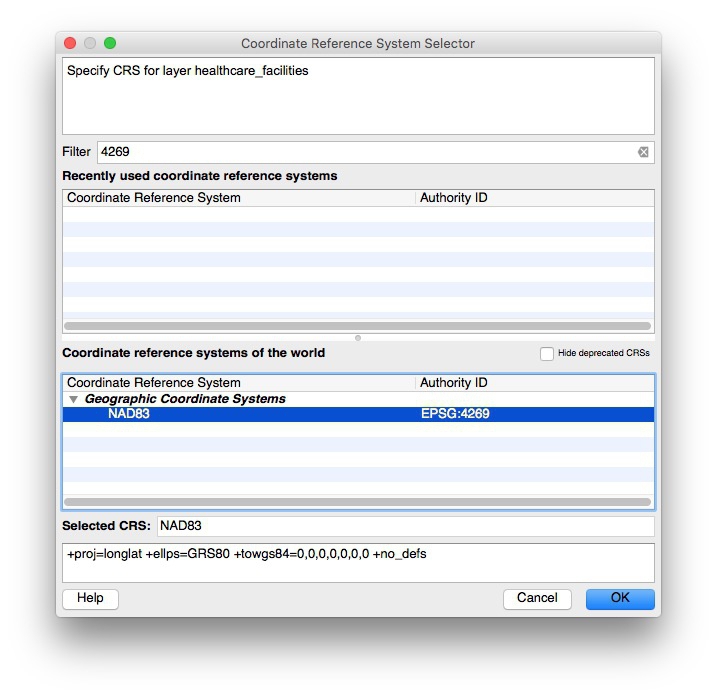 Coordinate Reference System Selector
Specify CRS for layer healthcare_facilities
Filter 4269
Recently used coordinate reference systems
Coordinate Reference System Authority ID
Coordinate reference systems of the world Hide deprecated CRSs
Coordinate Reference System Authority ID
Geographic Coordinate Systems
NAD83 EPSG:4269
Selected CRS: NAD83
+proj=longlat +ellps=GRS80 +towgs84=0,0,0,0,0,0,0 +no_defs
Help Cancel OK